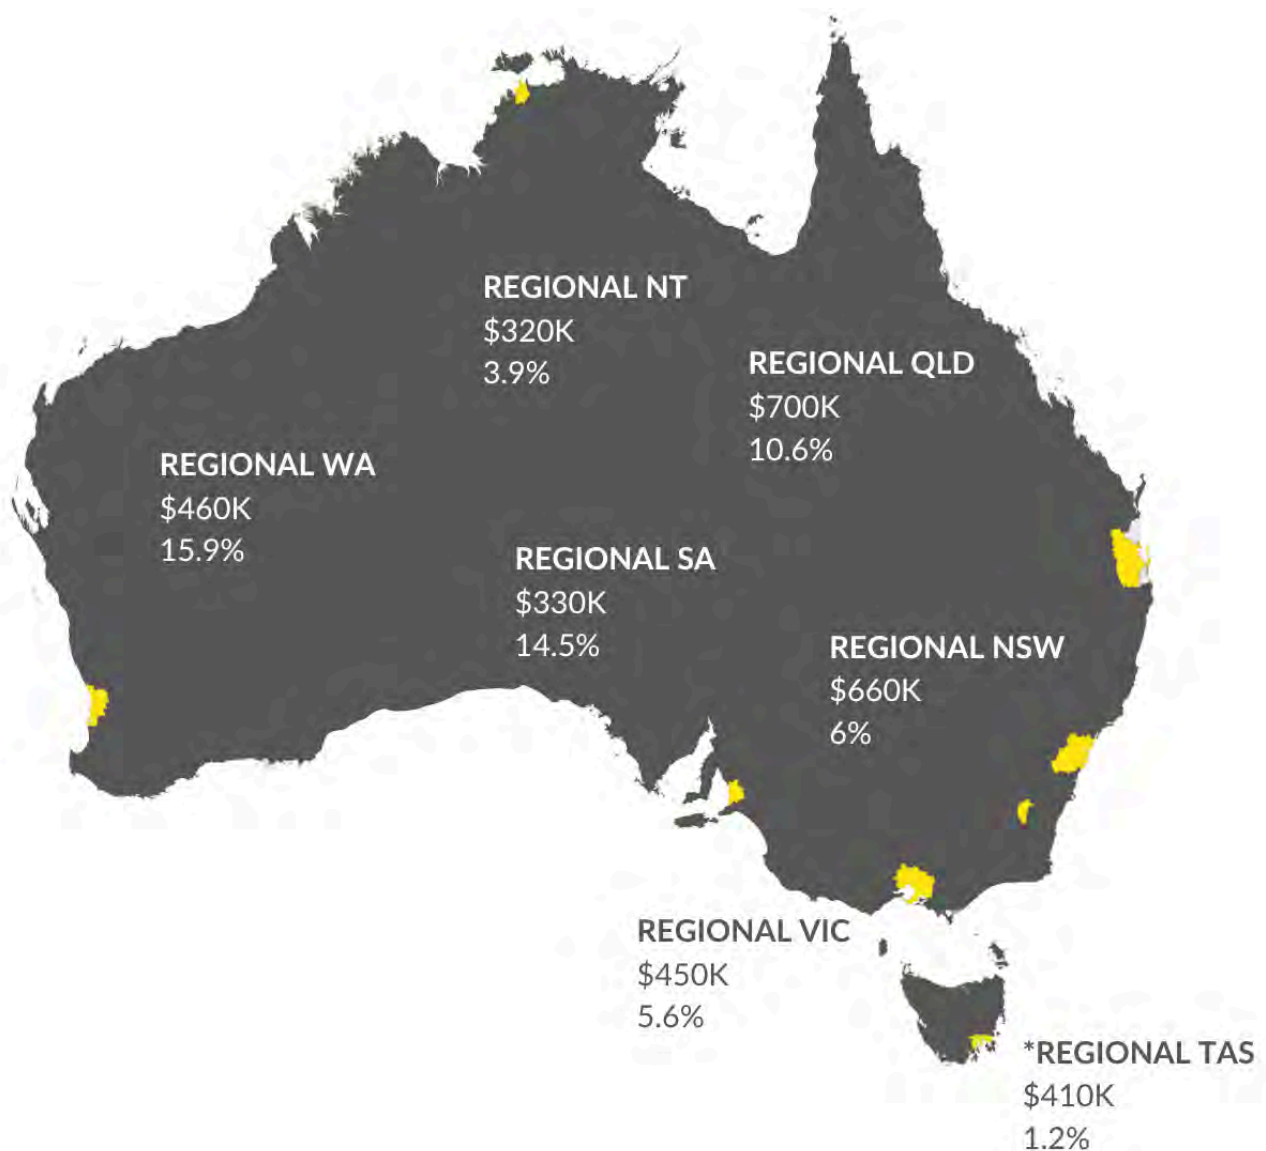 REGIONAL NT
$320K
3.9%
REGIONAL QLD
$700K
10.6%
REGIONAL WA
$460K
15.9%
REGIONAL SA
$330K
14.5%
REGIONAL NSW
$660K
6%
REGIONAL VIC
$450K
5.6%
*REGIONAL TAS
$410K
1.2%